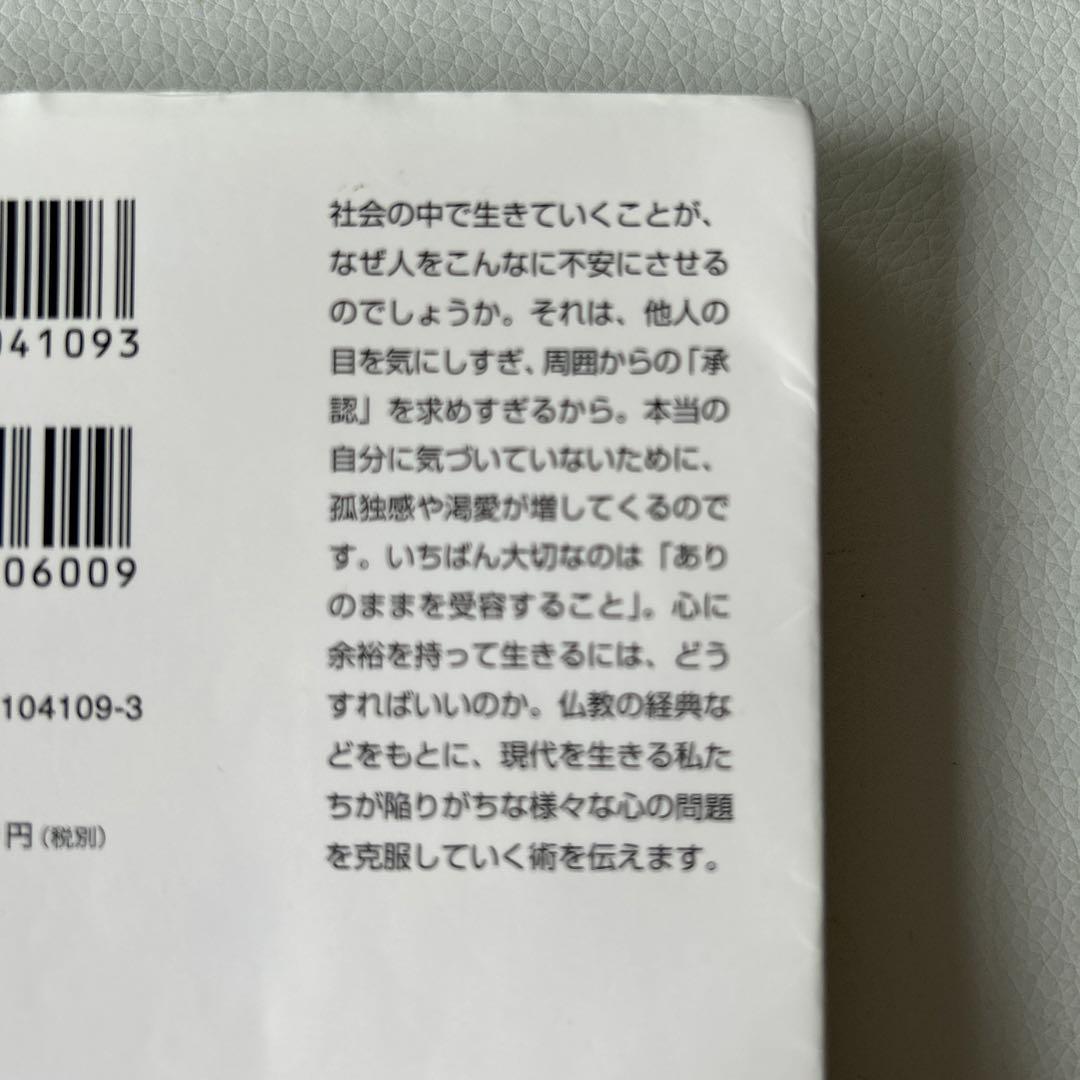 041093
06009
104109-3
円(税別)
社会の中で生きていくことが、
なぜ人をこんなに不安にさせる
のでしょうか。それは、他人の
目を気にしすぎ、周囲からの「承
認」を求めすぎるから。本当の
自分に気づいていないために、
孤独感や渇愛が増してくるので
す。いちばん大切なのは「あり
のままを受容すること」。心に
余裕を持って生きるには、どう
すればいいのか。仏教の経典な
どをもとに、現代を生きる私た
ちが陥りがちな様々な心の問題
を克服していく術を伝えます。